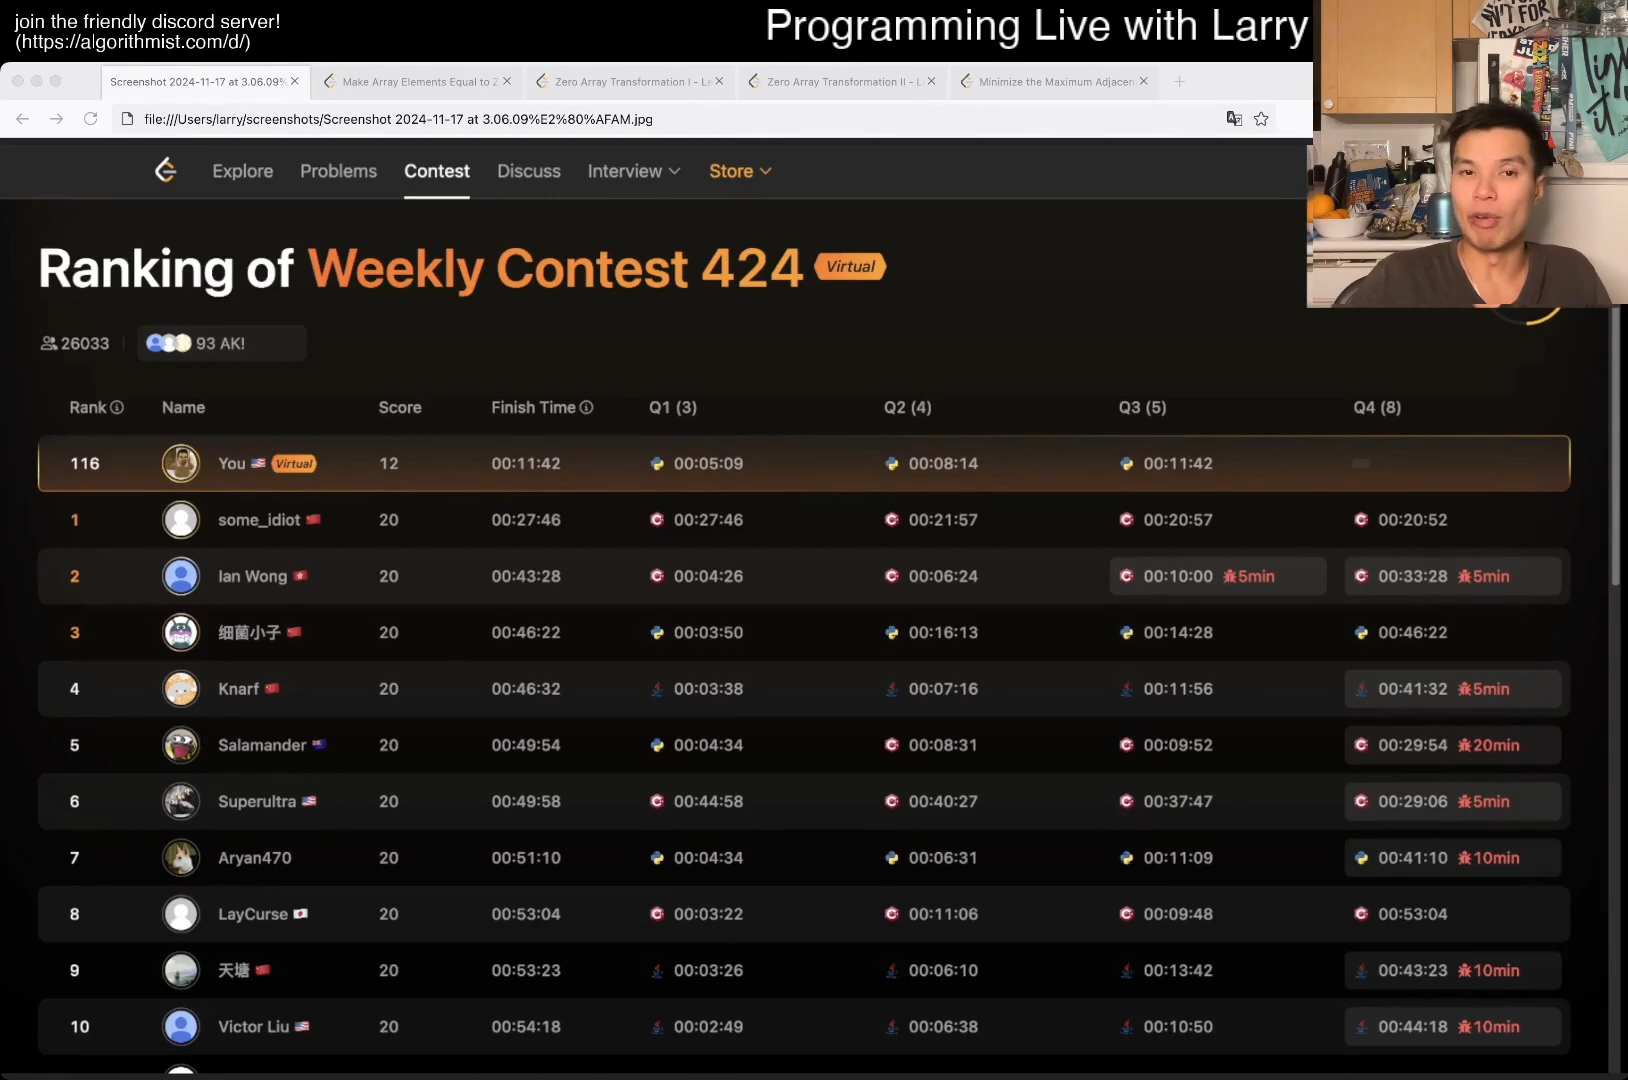 join the friendly discord server!
(https://algorithmist.com/d/)
Programming Live with Larry
Screenshot 2024-11-17 at 3.06.09%
Make Array Elements Equal to Z
Zero Array Transformation I - Le
Zero Array Transformation II - L
Minimize the Maximum Adjacen
file:///Users/larry/screenshots/Screenshot 2024-11-17 at 3.06.09%E2%80%AFAM.jpg
Explore Problems Contest Discuss Interview Store
Ranking of Weekly Contest 424 Virtual
26033 93 AK!
Rank Name Score Finish Time Q1 (3) Q2 (4) Q3 (5) Q4 (8)
116 You Virtual 12 00:11:42 00:05:09 00:08:14 00:11:42
1 some_idiot 20 00:27:46 00:27:46 00:21:57 00:20:57 00:20:52
2 Ian Wong 20 00:43:28 00:04:26 00:06:24 00:10:00 5min 00:33:28 5min
3 细菌小子 20 00:46:22 00:03:50 00:16:13 00:14:28 00:46:22
4 Knarf 20 00:46:32 00:03:38 00:07:16 00:11:56 00:41:32 5min
5 Salamander 20 00:49:54 00:04:34 00:08:31 00:09:52 00:29:54 20min
6 Superultra 20 00:49:58 00:44:58 00:40:27 00:37:47 00:29:06 5min
7 Aryan470 20 00:51:10 00:04:34 00:06:31 00:11:09 00:41:10 10min
8 LayCurse 20 00:53:04 00:03:22 00:11:06 00:09:48 00:53:04
9 天塘 20 00:53:23 00:03:26 00:06:10 00:13:42 00:43:23 10min
10 Victor Liu 20 00:54:18 00:02:49 00:06:38 00:10:50 00:44:18 10min